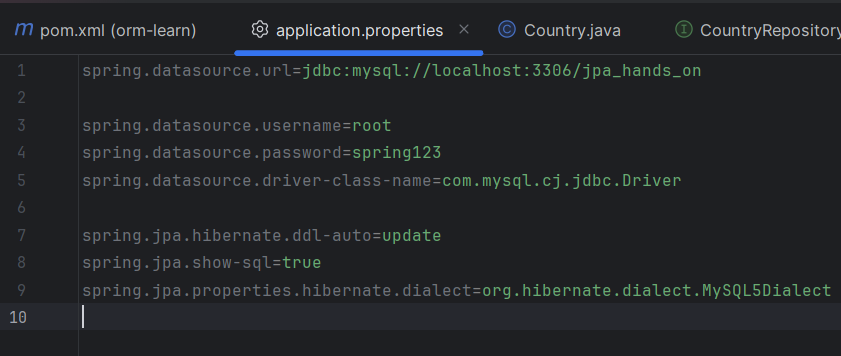 m pom.xml (orm-learn) application.properties × C Country.java I CountryRepository
1 spring.datasource.url=jdbc:mysql://localhost:3306/jpa_hands_on
2
3 spring.datasource.username=root
4 spring.datasource.password=spring123
5 spring.datasource.driver-class-name=com.mysql.cj.jdbc.Driver
6
7 spring.jpa.hibernate.ddl-auto=update
8 spring.jpa.show-sql=true
9 spring.jpa.properties.hibernate.dialect=org.hibernate.dialect.MySQL5Dialect
10